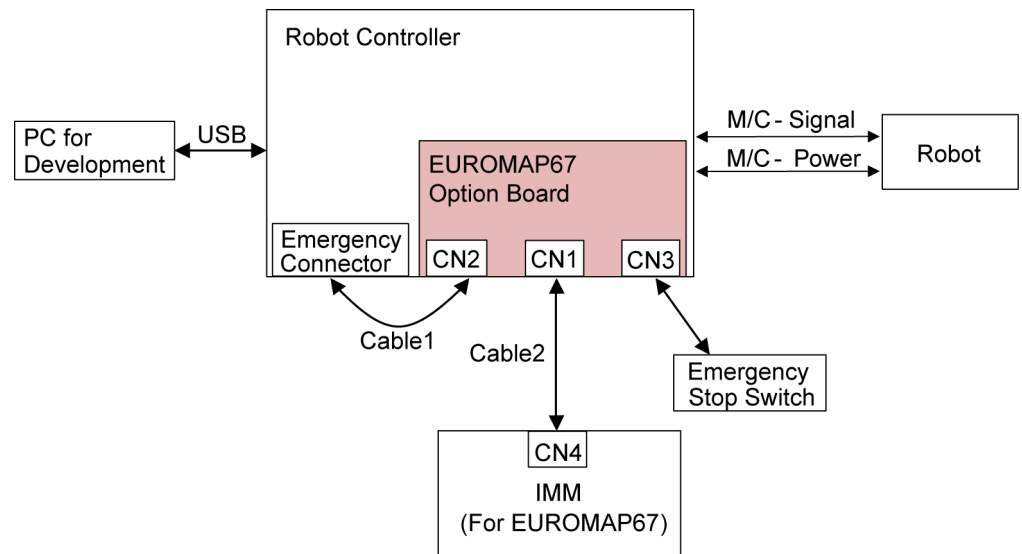 Robot Controller
PC for
Development
USB
M/C - Signal
M/C - Power
Robot
EUROMAP67
Option Board
Emergency
Connector
CN2
CN1
CN3
Cable1
Cable2
Emergency
Stop Switch
CN4
IMM
(For EUROMAP67)